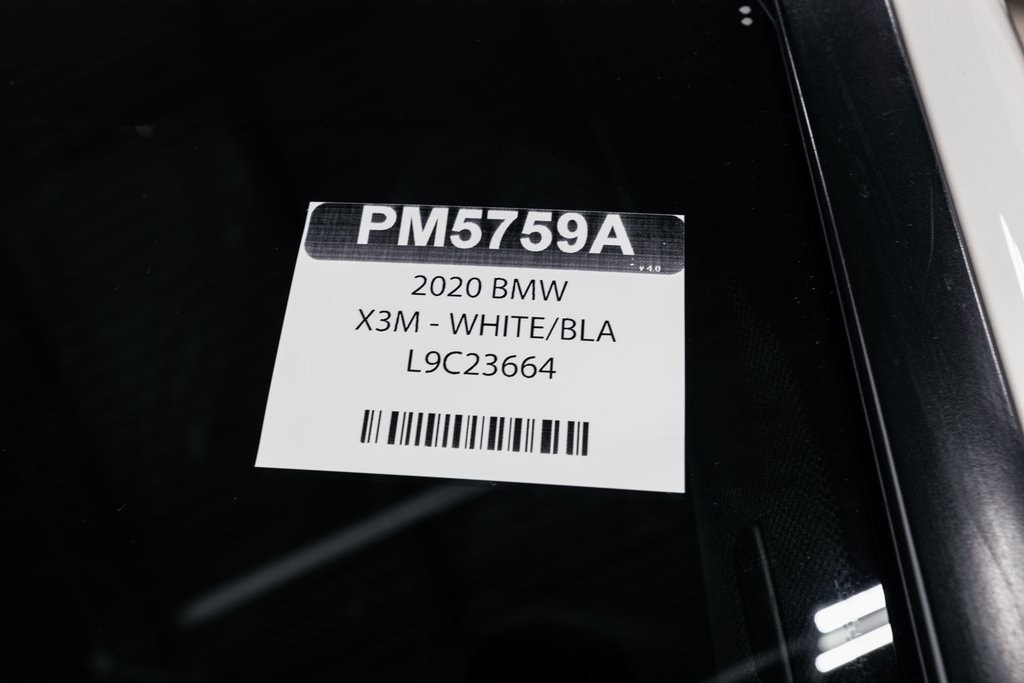 PM5759A
v 4.0
2020 BMW
X3M - WHITE/BLA
L9C23664